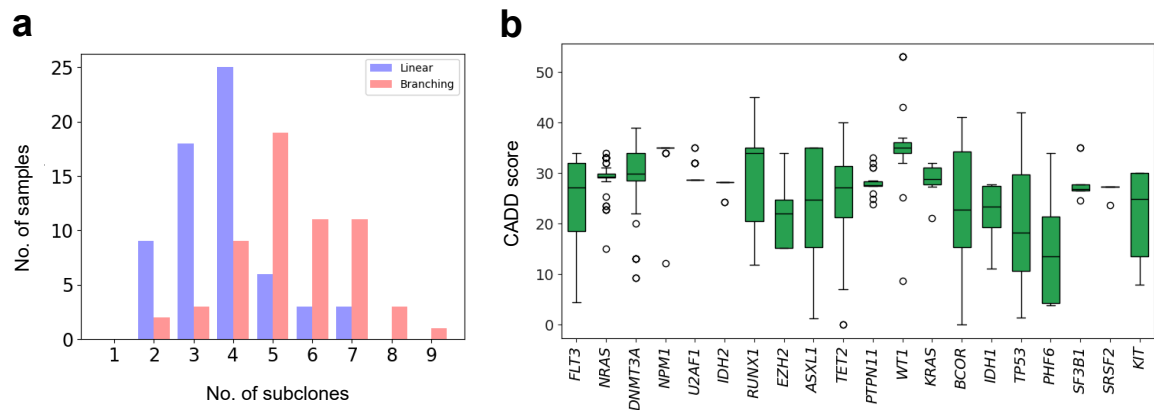 a
25
20
15
10
5
0
No. of samples
Linear
Branching
1 2 3 4 5 6 7 8 9
No. of subclones
b
50
40
30
20
10
0
CADD score
FLT3 NRAS DNMT3A NPM1 U2AF1 IDH2 RUNX1 EZH2 ASXL1 TET2 PTPN11 WT1 KRAS BCOR IDH1 TP53 PHF6 SF3B1 SRSF2 KIT